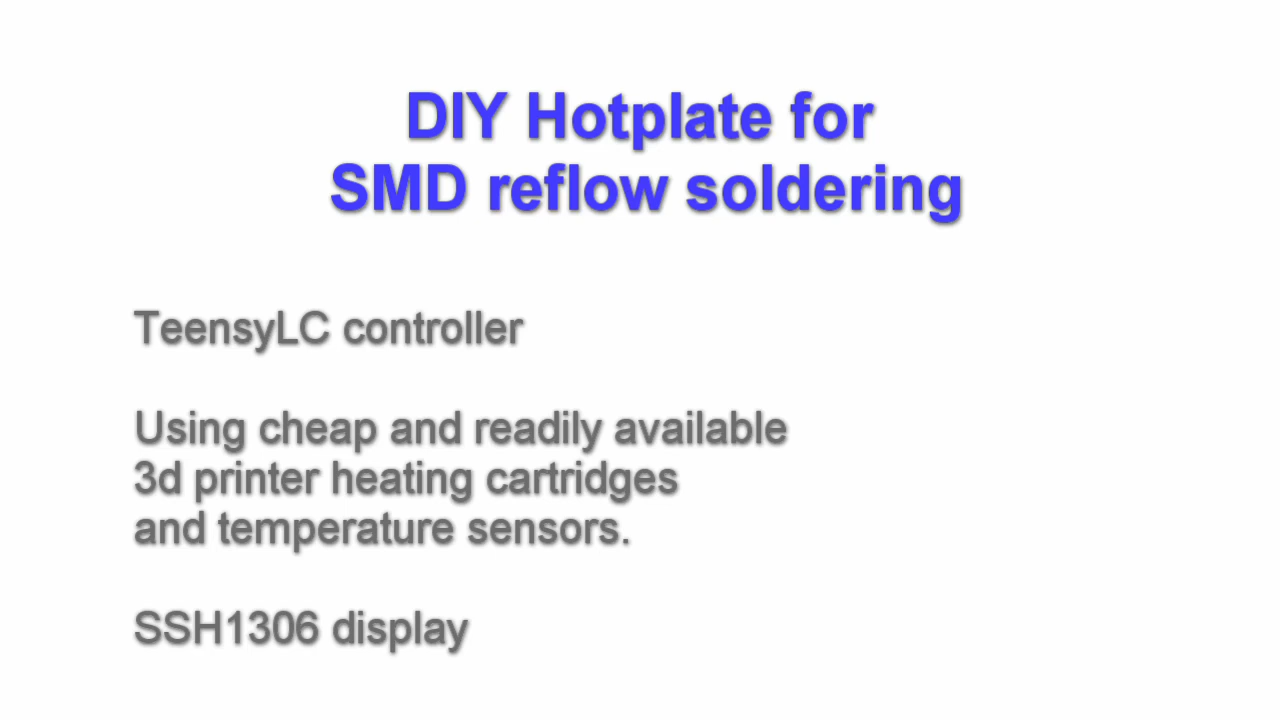 DIY Hotplate for
SMD reflow soldering
TeensyLC controller
Using cheap and readily available
3d printer heating cartridges
and temperature sensors.
SSH1306 display